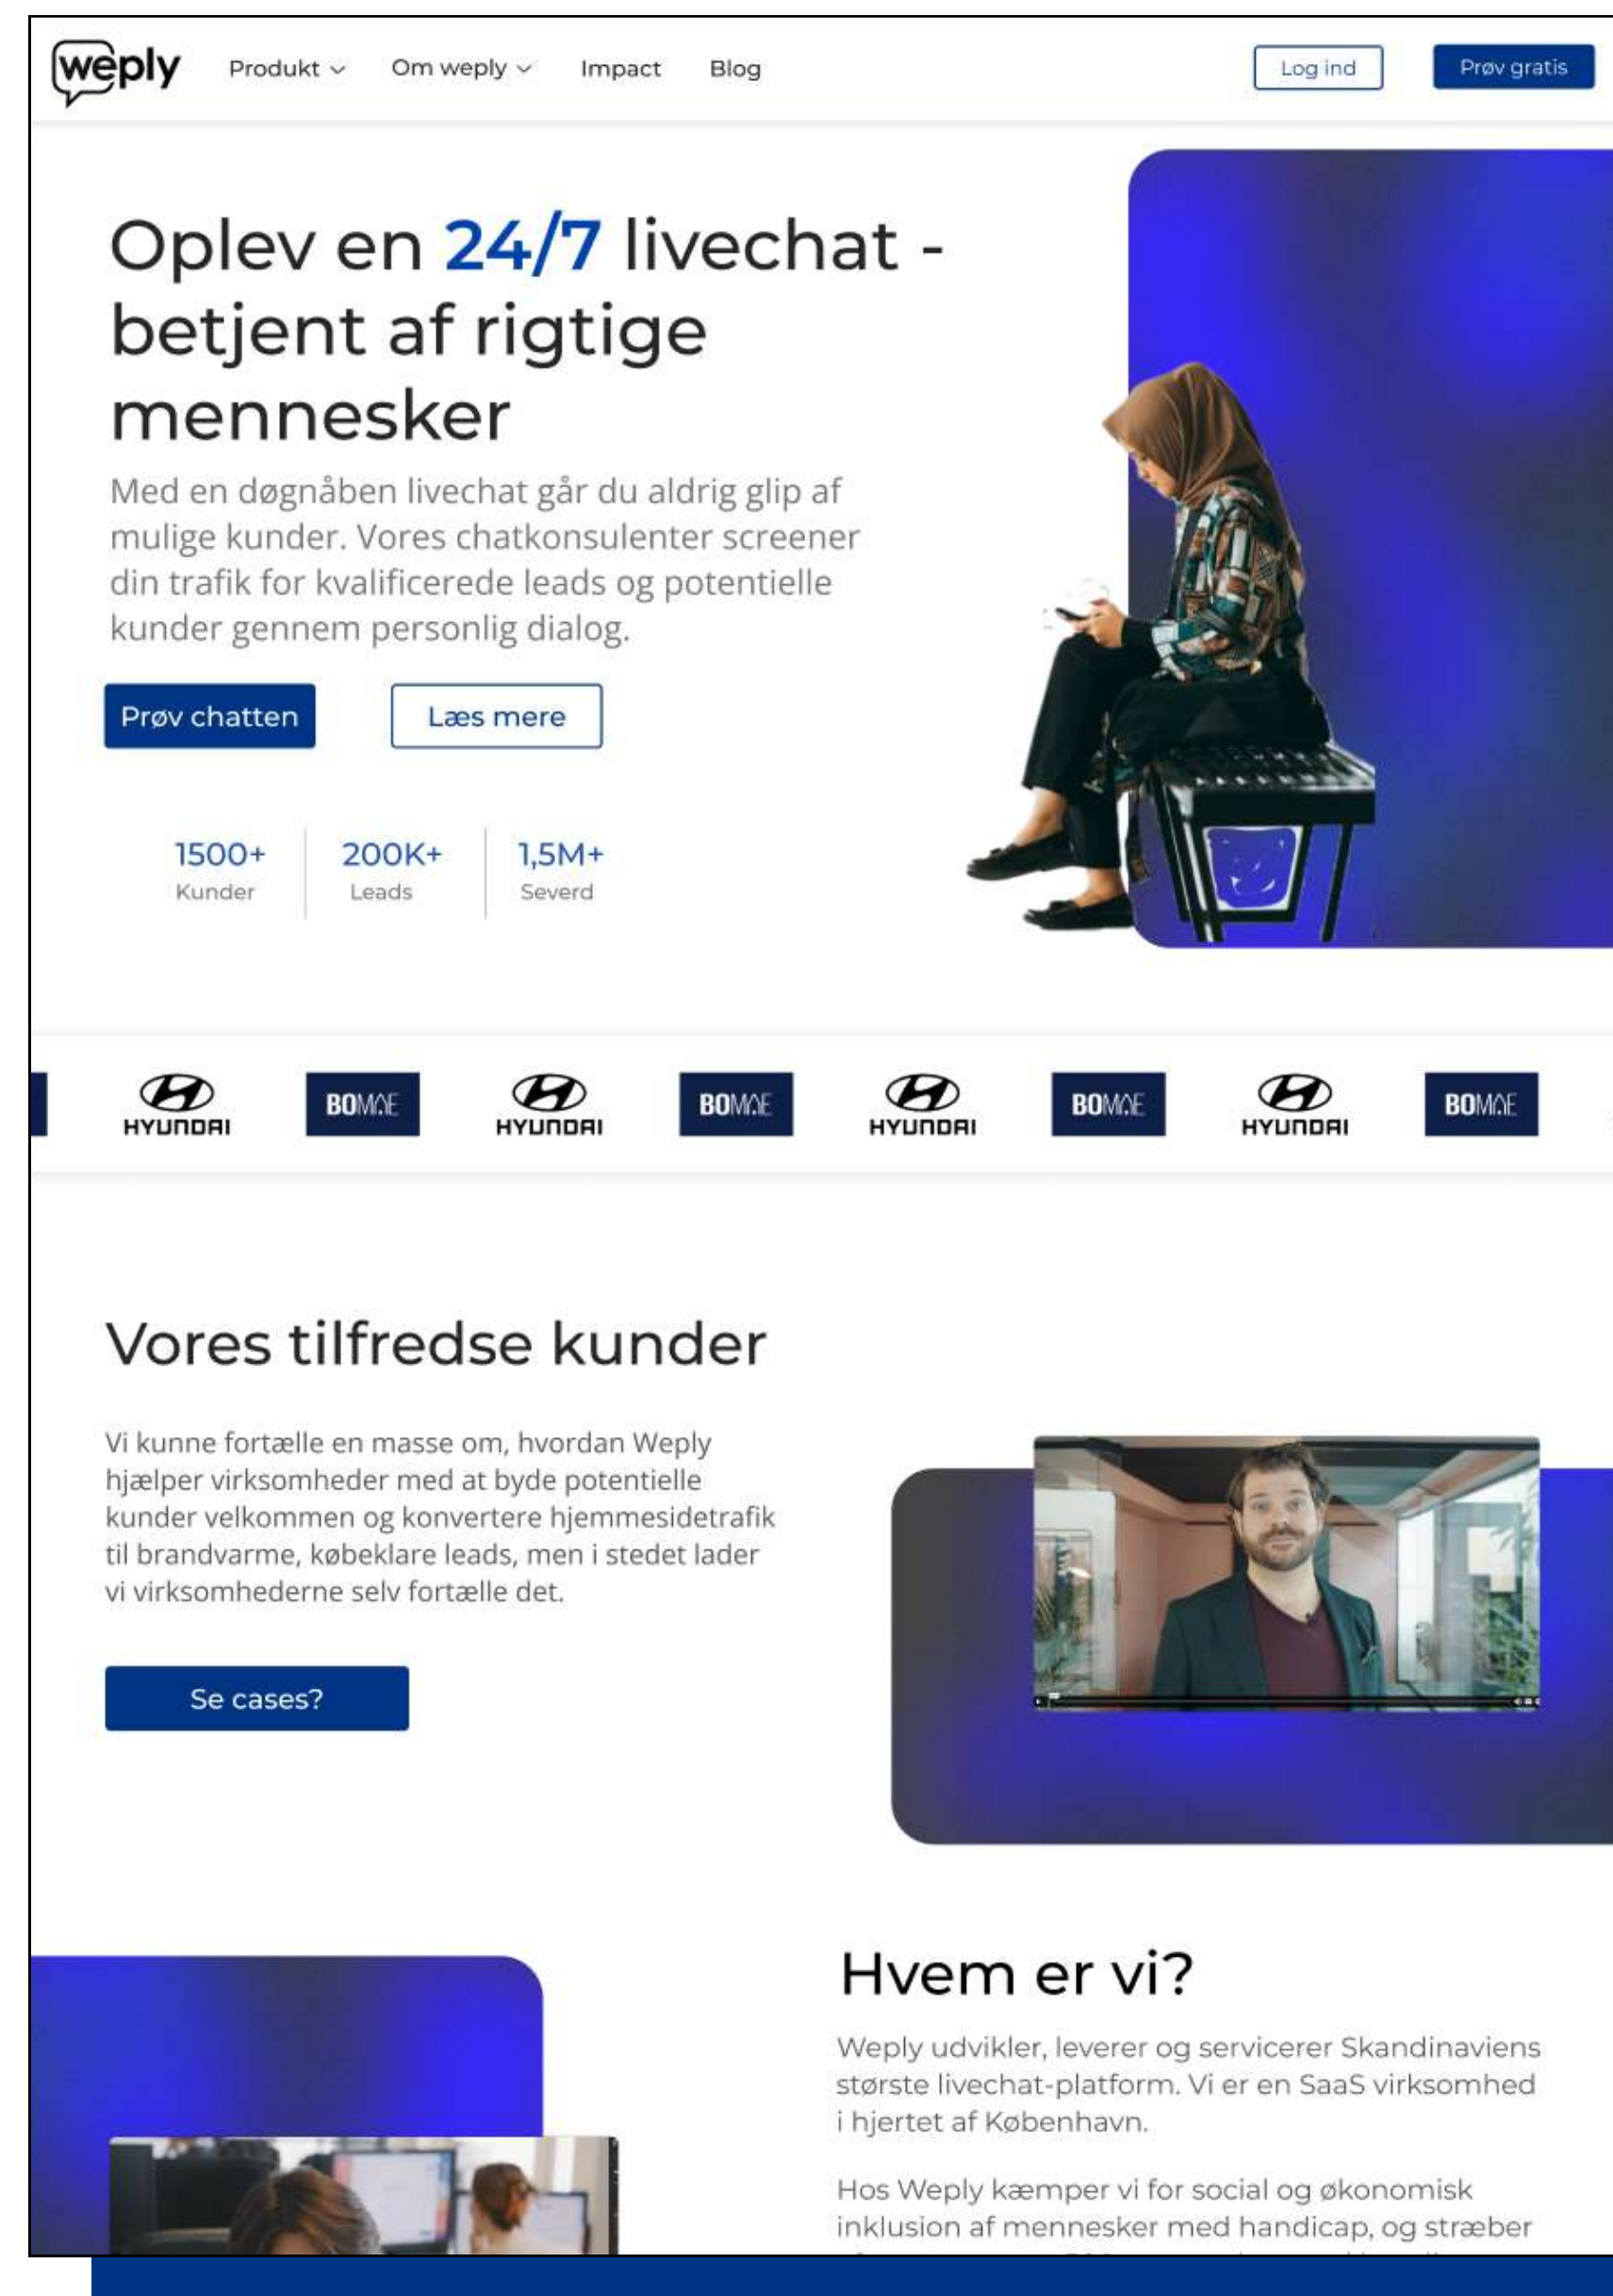 weply
Produkt
Om weply
Impact
Blog
Log ind
Prøv gratis
Oplev en 24/7 livechat -
betjent af rigtige
mennesker
Med en døgnåben livechat går du aldrig glip af
mulige kunder. Vores chatkonsulenter screener
din trafik for kvalificerede leads og potentielle
kunder gennem personlig dialog.
Prøv chatten
Læs mere
1500+
Kunder
200K+
Leads
1,5M+
Severd
HYUNDAI
BOMAE
HYUNDAI
BOMAE
HYUNDAI
BOMAE
HYUNDAI
BOMAE
Vores tilfredse kunder
Vi kunne fortælle en masse om, hvordan Weply
hjælper virksomheder med at byde potentielle
kunder velkommen og konvertere hjemmesidetrafik
til brandvarme, købeklare leads, men i stedet lader
vi virksomhederne selv fortælle det.
Se cases?
Hvem er vi?
Weply udvikler, leverer og servicerer Skandinaviens
største livechat-platform. Vi er en SaaS virksomhed
i hjertet af København.
Hos Weply kæmper vi for social og økonomisk
inklusion af mennesker med handicap, og stræber